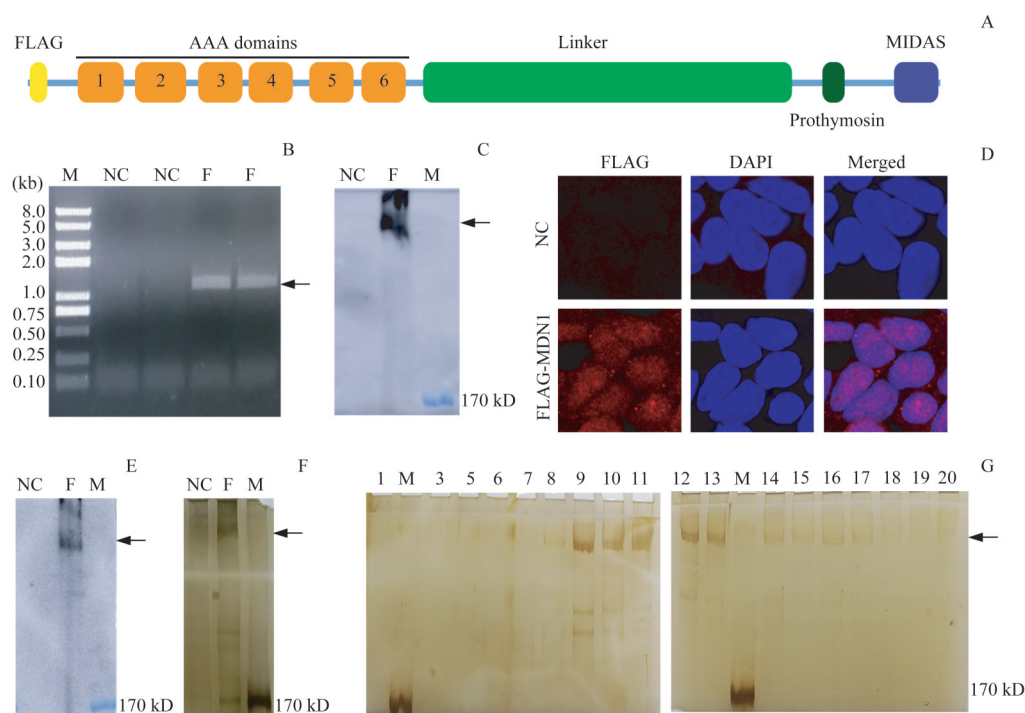 A
FLAG AAA domains Linker MIDAS
1 2 3 4 5 6
Prothymosin
B
(kb) M NC NC F F
8.0
5.0
3.0
2.0
1.0
0.75
0.50
0.25
0.10
C
NC F M
170 kD
D
FLAG DAPI Merged
NC
FLAG-MDN1
E
NC F M
170 kD
F
NC F M
170 kD
G
1 M 3 5 6 7 8 9 10 11 12 13 M 14 15 16 17 18 19 20
170 kD